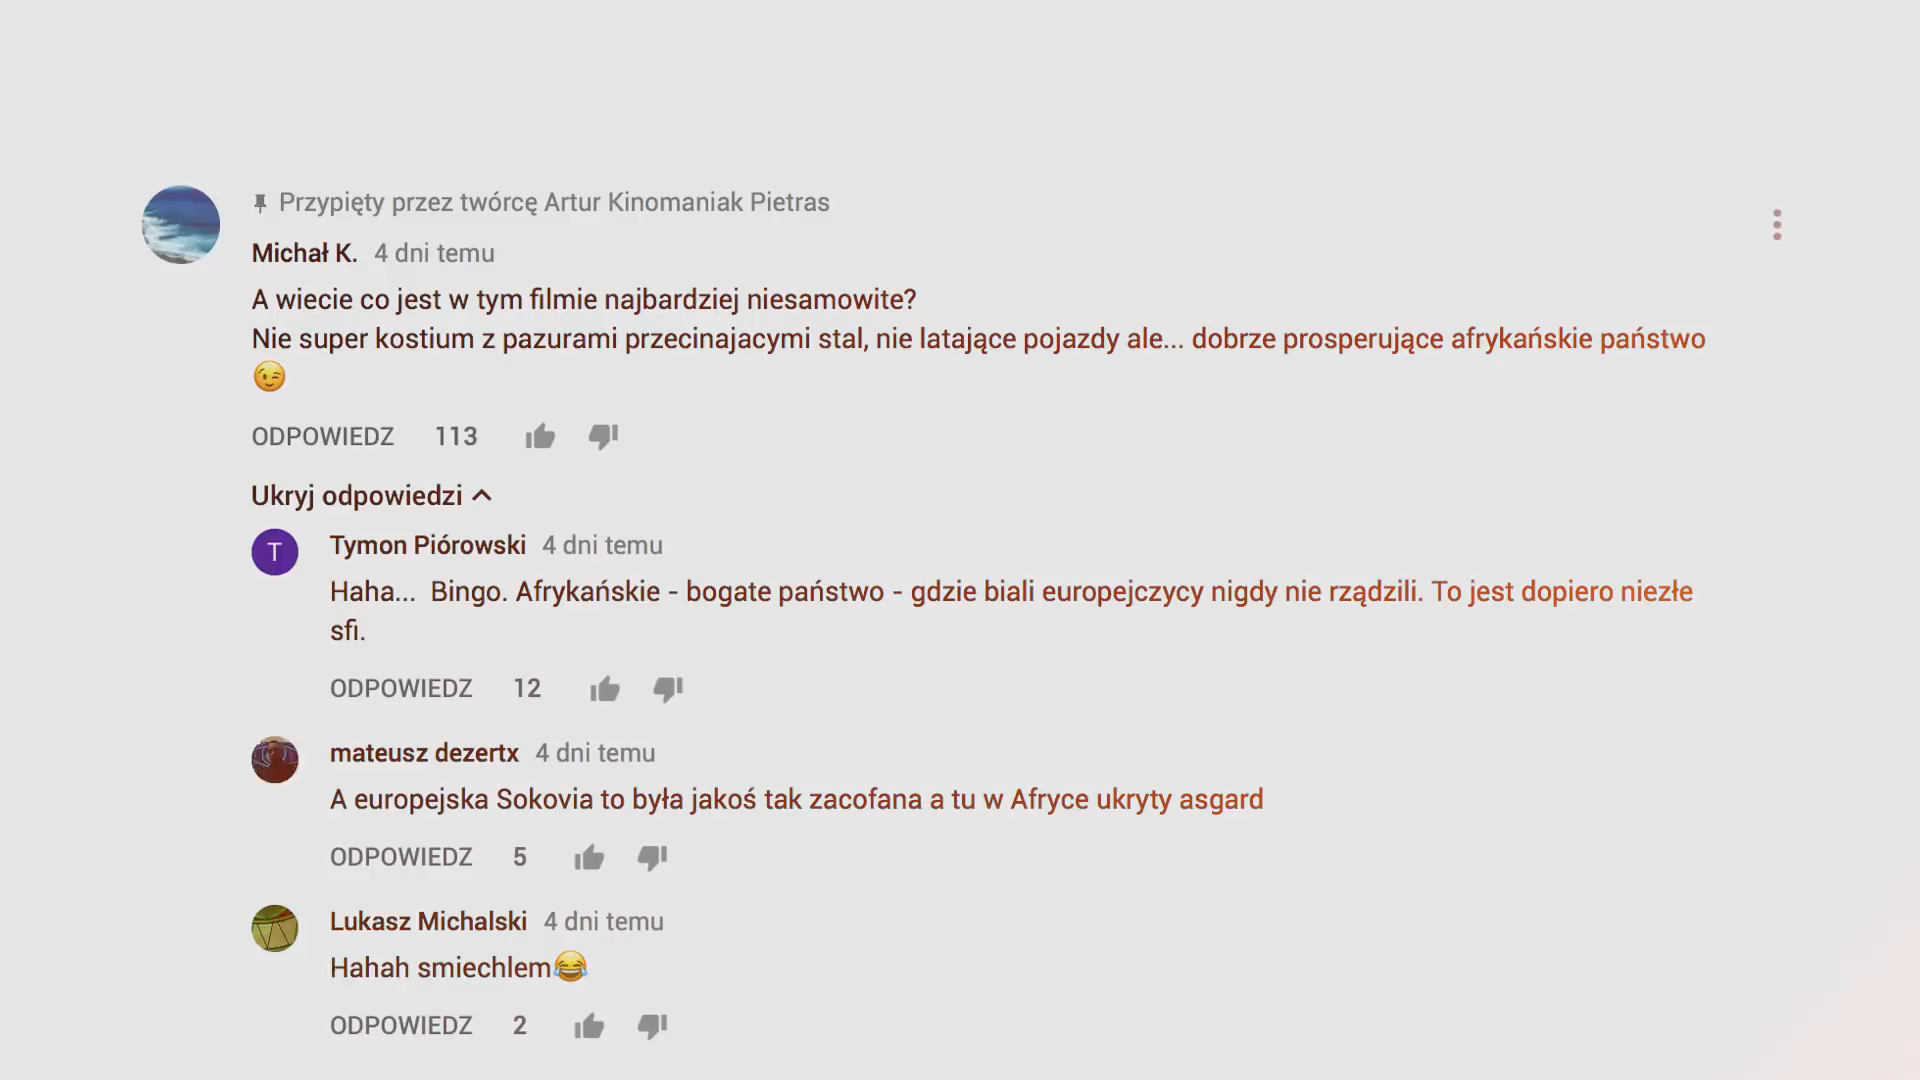 Przypięty przez twórcę Artur Kinomaniak Pietras
Michał K. 4 dni temu
A wiecie co jest w tym filmie najbardziej niesamowite?
Nie super kostium z pazurami przecinajacymi stal, nie latające pojazdy ale... dobrze prosperujące afrykańskie państwo
😉
ODPOWIEDZ 113
Ukryj odpowiedzi
T
Tymon Piórowski 4 dni temu
Haha... Bingo. Afrykańskie - bogate państwo - gdzie biali europejczycy nigdy nie rządzili. To jest dopiero niezłe
sfi.
ODPOWIEDZ 12
mateusz dezertx 4 dni temu
A europejska Sokovia to była jakoś tak zacofana a tu w Afryce ukryty asgard
ODPOWIEDZ 5
Lukasz Michalski 4 dni temu
Hahah smiechlem😂
ODPOWIEDZ 2